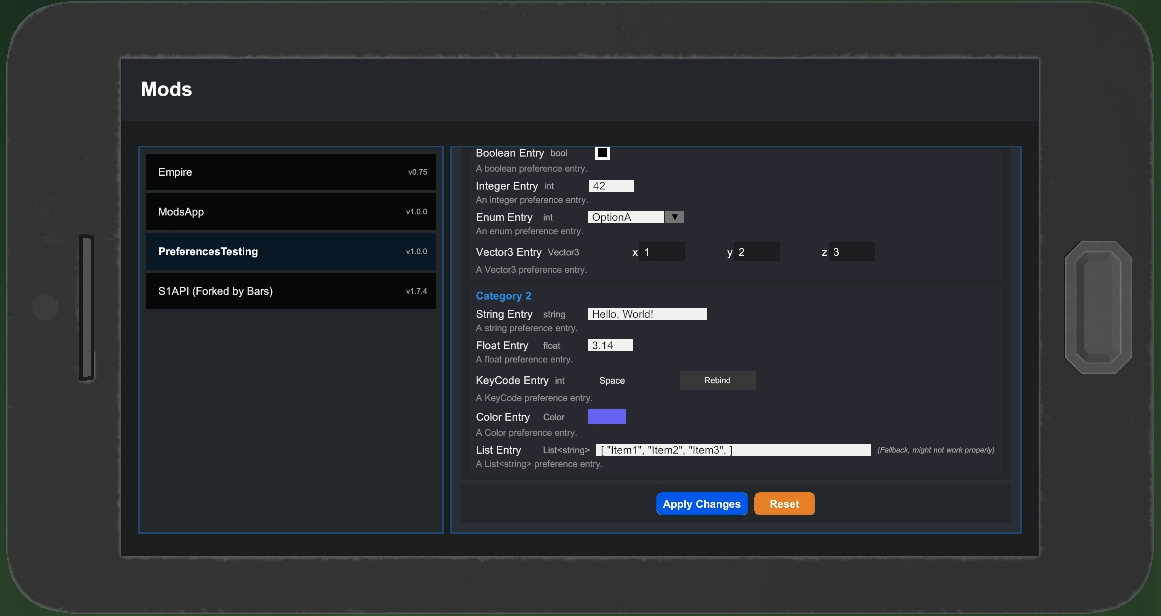 Mods
Empire v0.75
ModsApp v1.0.0
PreferencesTesting v1.0.0
S1API (Forked by Bars) v1.7.4
Boolean Entry bool
A boolean preference entry.
Integer Entry int 42
An integer preference entry.
Enum Entry int OptionA
An enum preference entry.
Vector3 Entry Vector3 x 1 y 2 z 3
A Vector3 preference entry.
Category 2
String Entry string Hello, World!
A string preference entry.
Float Entry float 3.14
A float preference entry.
KeyCode Entry int Space Rebind
A KeyCode preference entry.
Color Entry Color
A Color preference entry.
List Entry List<string> [ "Item1", "Item2", "Item3", ] (Fallback, might not work properly)
A List<string> preference entry.
Apply Changes Reset